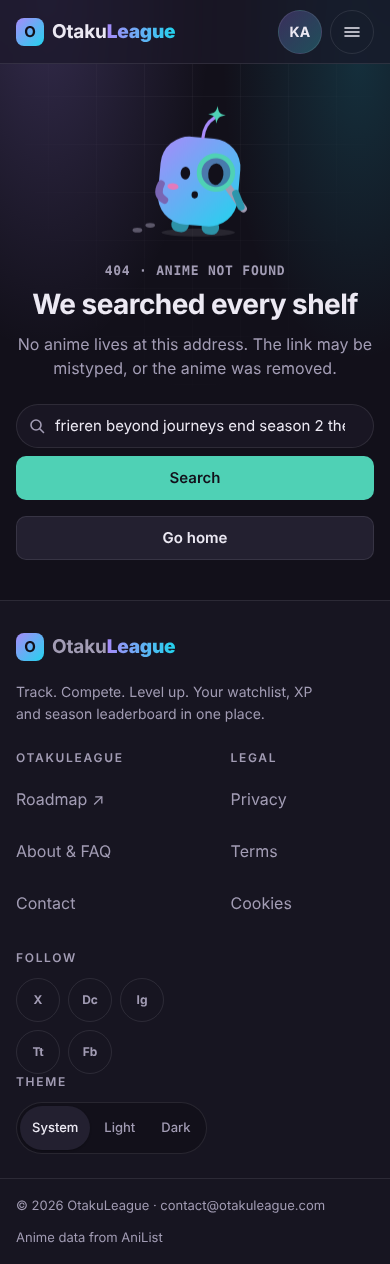 O OtakuLeague KA
404 · ANIME NOT FOUND
We searched every shelf
No anime lives at this address. The link may be
mistyped, or the anime was removed.
frieren beyond journeys end season 2 the
Search
Go home
O OtakuLeague
Track. Compete. Level up. Your watchlist, XP
and season leaderboard in one place.
OTAKULEAGUE
Roadmap ↗
About & FAQ
Contact
LEGAL
Privacy
Terms
Cookies
FOLLOW
X Dc Ig
Tt Fb
THEME
System Light Dark
© 2026 OtakuLeague · contact@otakuleague.com
Anime data from AniList